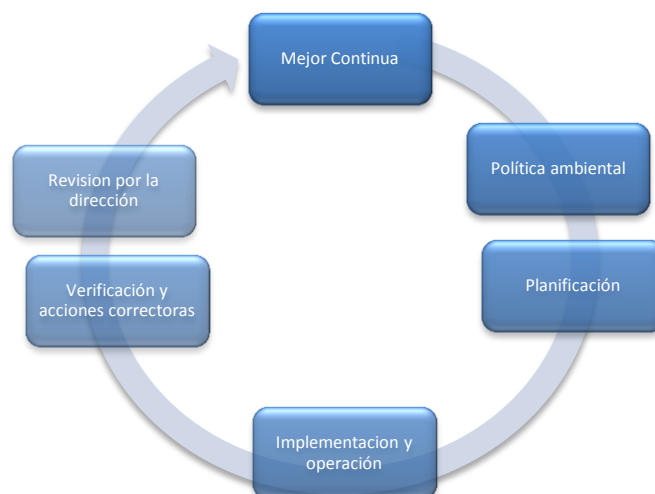 Mejor Continua
Política ambiental
Planificación
Implementacion y
operación
Verificación y
acciones correctoras
Revision por la
dirección